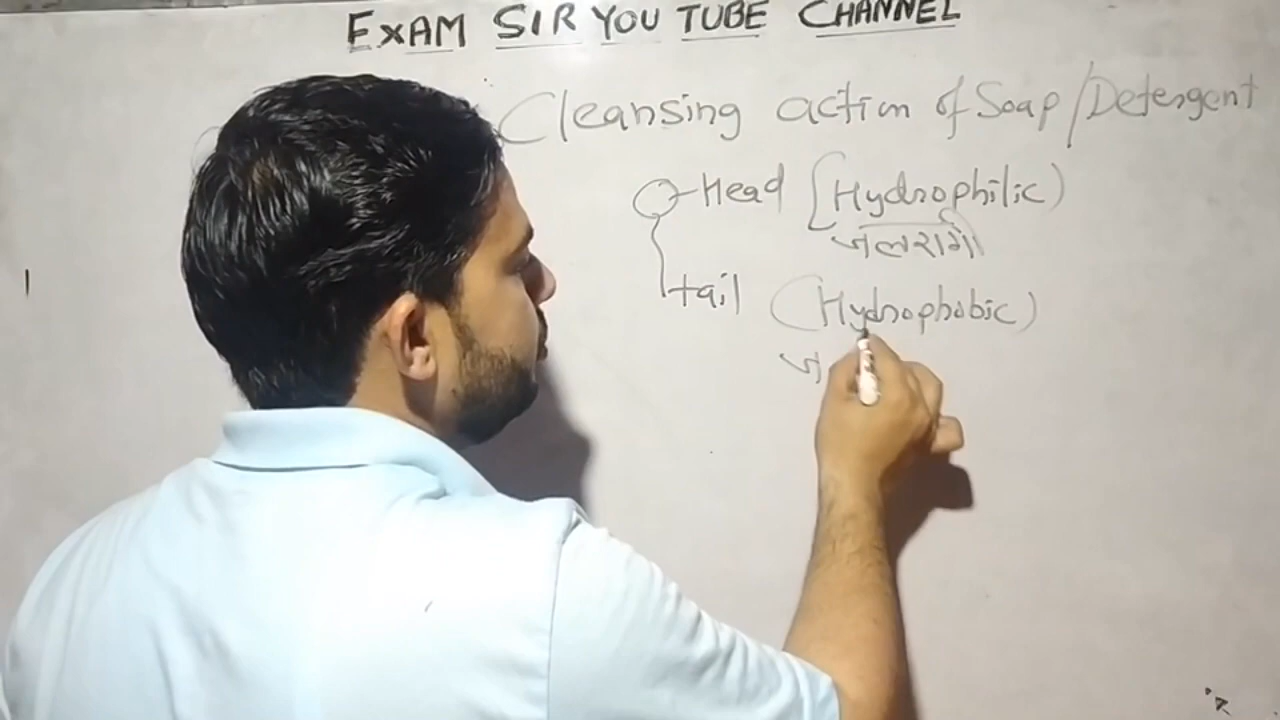 EXAM SIR YOU TUBE CHANNEL
Cleansing action of Soap/Detergent
Head [Hydrophilic)
जलरागी
tail (Hydrophobic)
ज